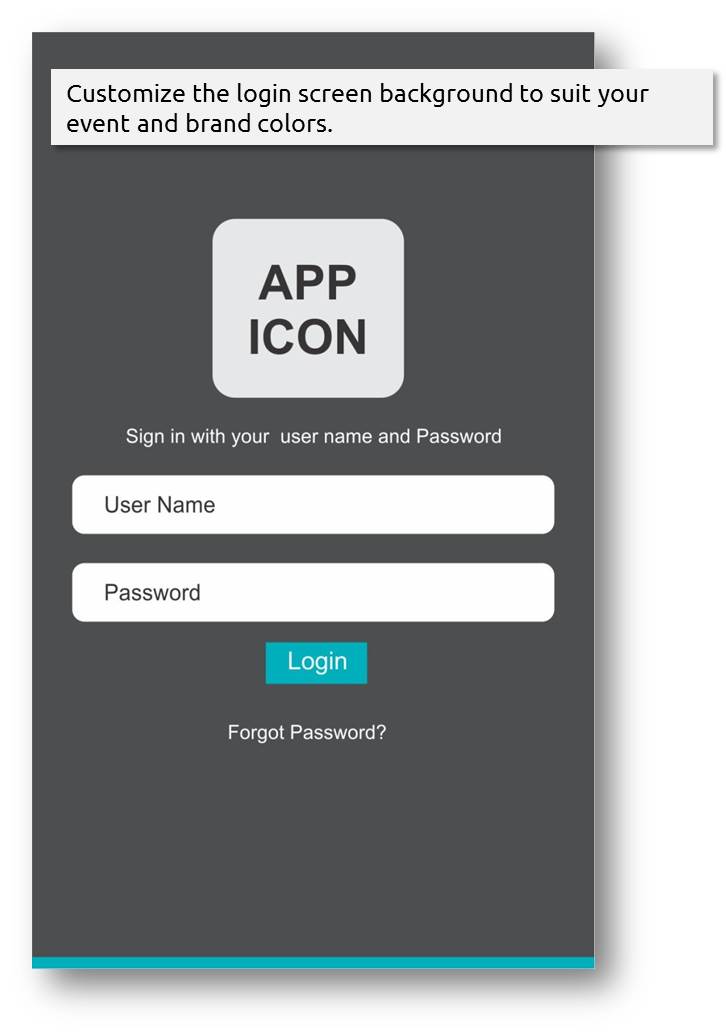 Customize the login screen background to suit your
event and brand colors.
APP
ICON
Sign in with your  user name and Password
User Name
Password
Login
Forgot Password?